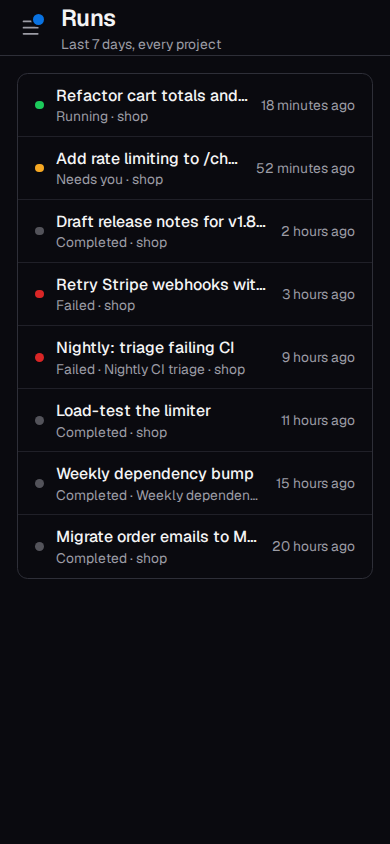 Runs
Last 7 days, every project
Refactor cart totals and...
18 minutes ago
Running · shop
Add rate limiting to /ch...
52 minutes ago
Needs you · shop
Draft release notes for v1.8...
2 hours ago
Completed · shop
Retry Stripe webhooks wit...
3 hours ago
Failed · shop
Nightly: triage failing CI
9 hours ago
Failed · Nightly CI triage · shop
Load-test the limiter
11 hours ago
Completed · shop
Weekly dependency bump
15 hours ago
Completed · Weekly dependen...
Migrate order emails to M...
20 hours ago
Completed · shop